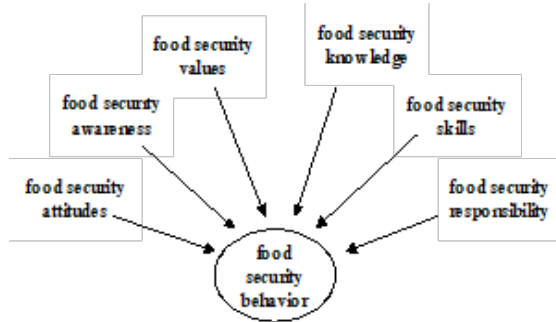 food security
values
food security
knowledge
food security
awareness
food security
skills
food security
attitudes
food security
responsibility
food
security
behavior